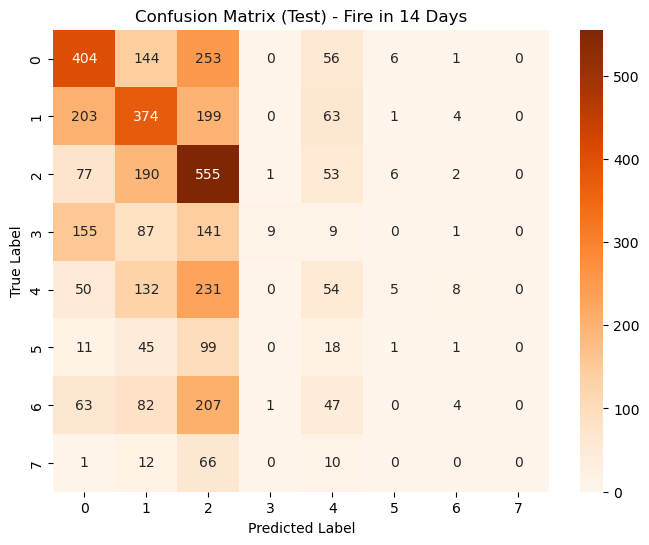 Confusion Matrix (Test) - Fire in 14 Days
True Label
0 404 144 253 0 56 6 1 0
1 203 374 199 0 63 1 4 0
2 77 190 555 1 53 6 2 0
3 155 87 141 9 9 0 1 0
4 50 132 231 0 54 5 8 0
5 11 45 99 0 18 1 1 0
6 63 82 207 1 47 0 4 0
7 1 12 66 0 10 0 0 0
0 1 2 3 4 5 6 7
Predicted Label
500
400
300
200
100
0